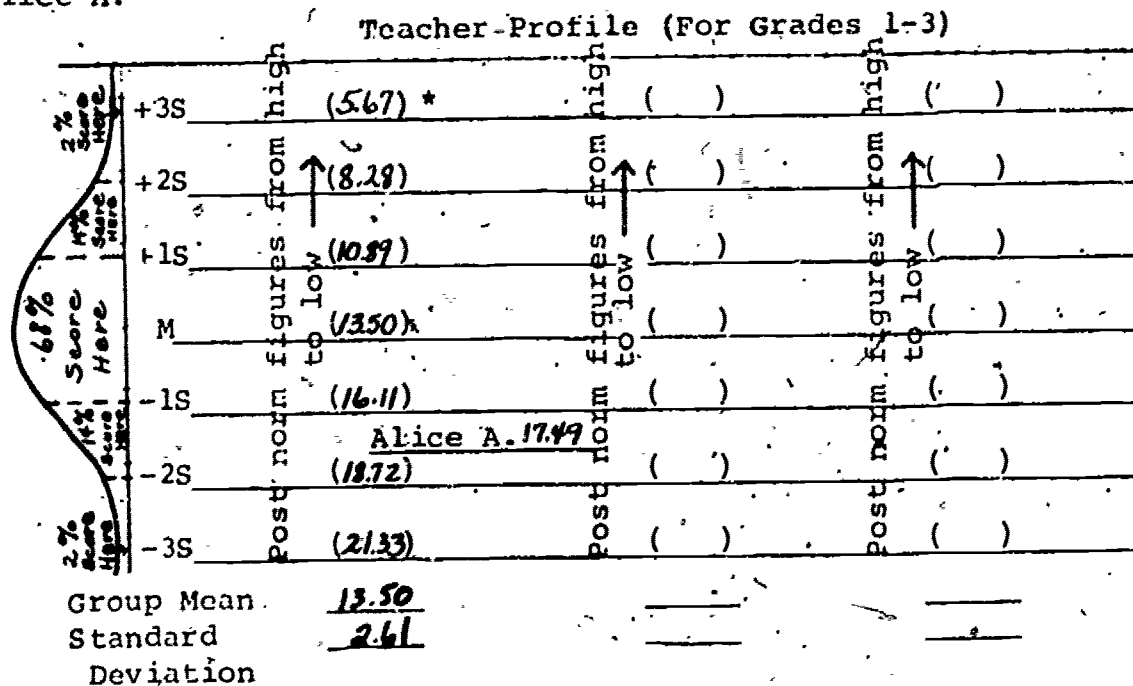 Teacher Profile (For Grades 1-3)
2% Score Here
+3S (5.67) * ( ) ( )
+2S (8.28) ( ) ( )
14% Score Here
+1S (10.89) ( ) ( )
68% Score Here
M (13.50) ( ) ( )
-1S (16.11) ( ) ( )
14% Score Here
Alice A. 17.49
-2S (18.72) ( ) ( )
2% Score Here
-3S (21.33) ( ) ( )
Post norm figures from high
to low
Post norm figures from high
to low
Post norm figures from high
to low
Group Mean 13.50
Standard 2.61
Deviation